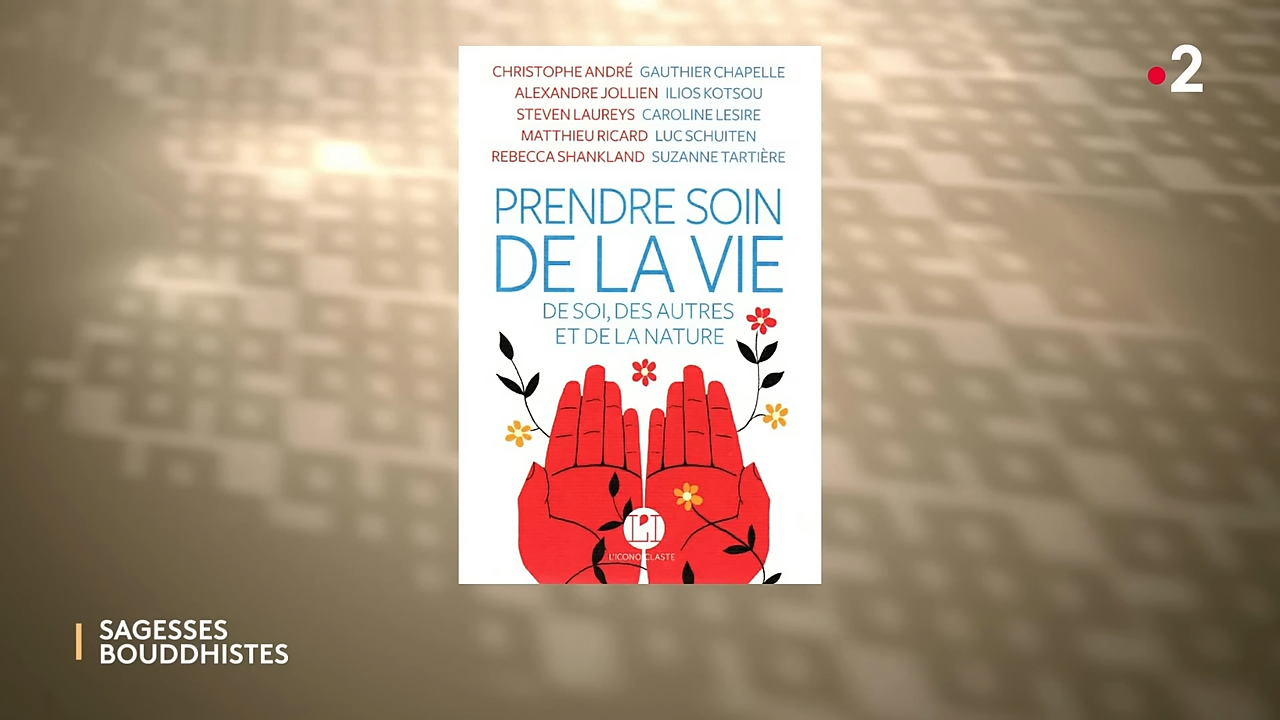 CHRISTOPHE ANDRÉ GAUTHIER CHAPELLE
ALEXANDRE JOLLIEN ILIOS KOTSOU
STEVEN LAUREYS CAROLINE LESIRE
MATTHIEU RICARD LUC SCHUITEN
REBECCA SHANKLAND SUZANNE TARTIÈRE
PRENDRE SOIN
DE LA VIE
DE SOI, DES AUTRES
ET DE LA NATURE
L'I
L'ICONOCLASTE
2
SAGESSES
BOUDDHISTES